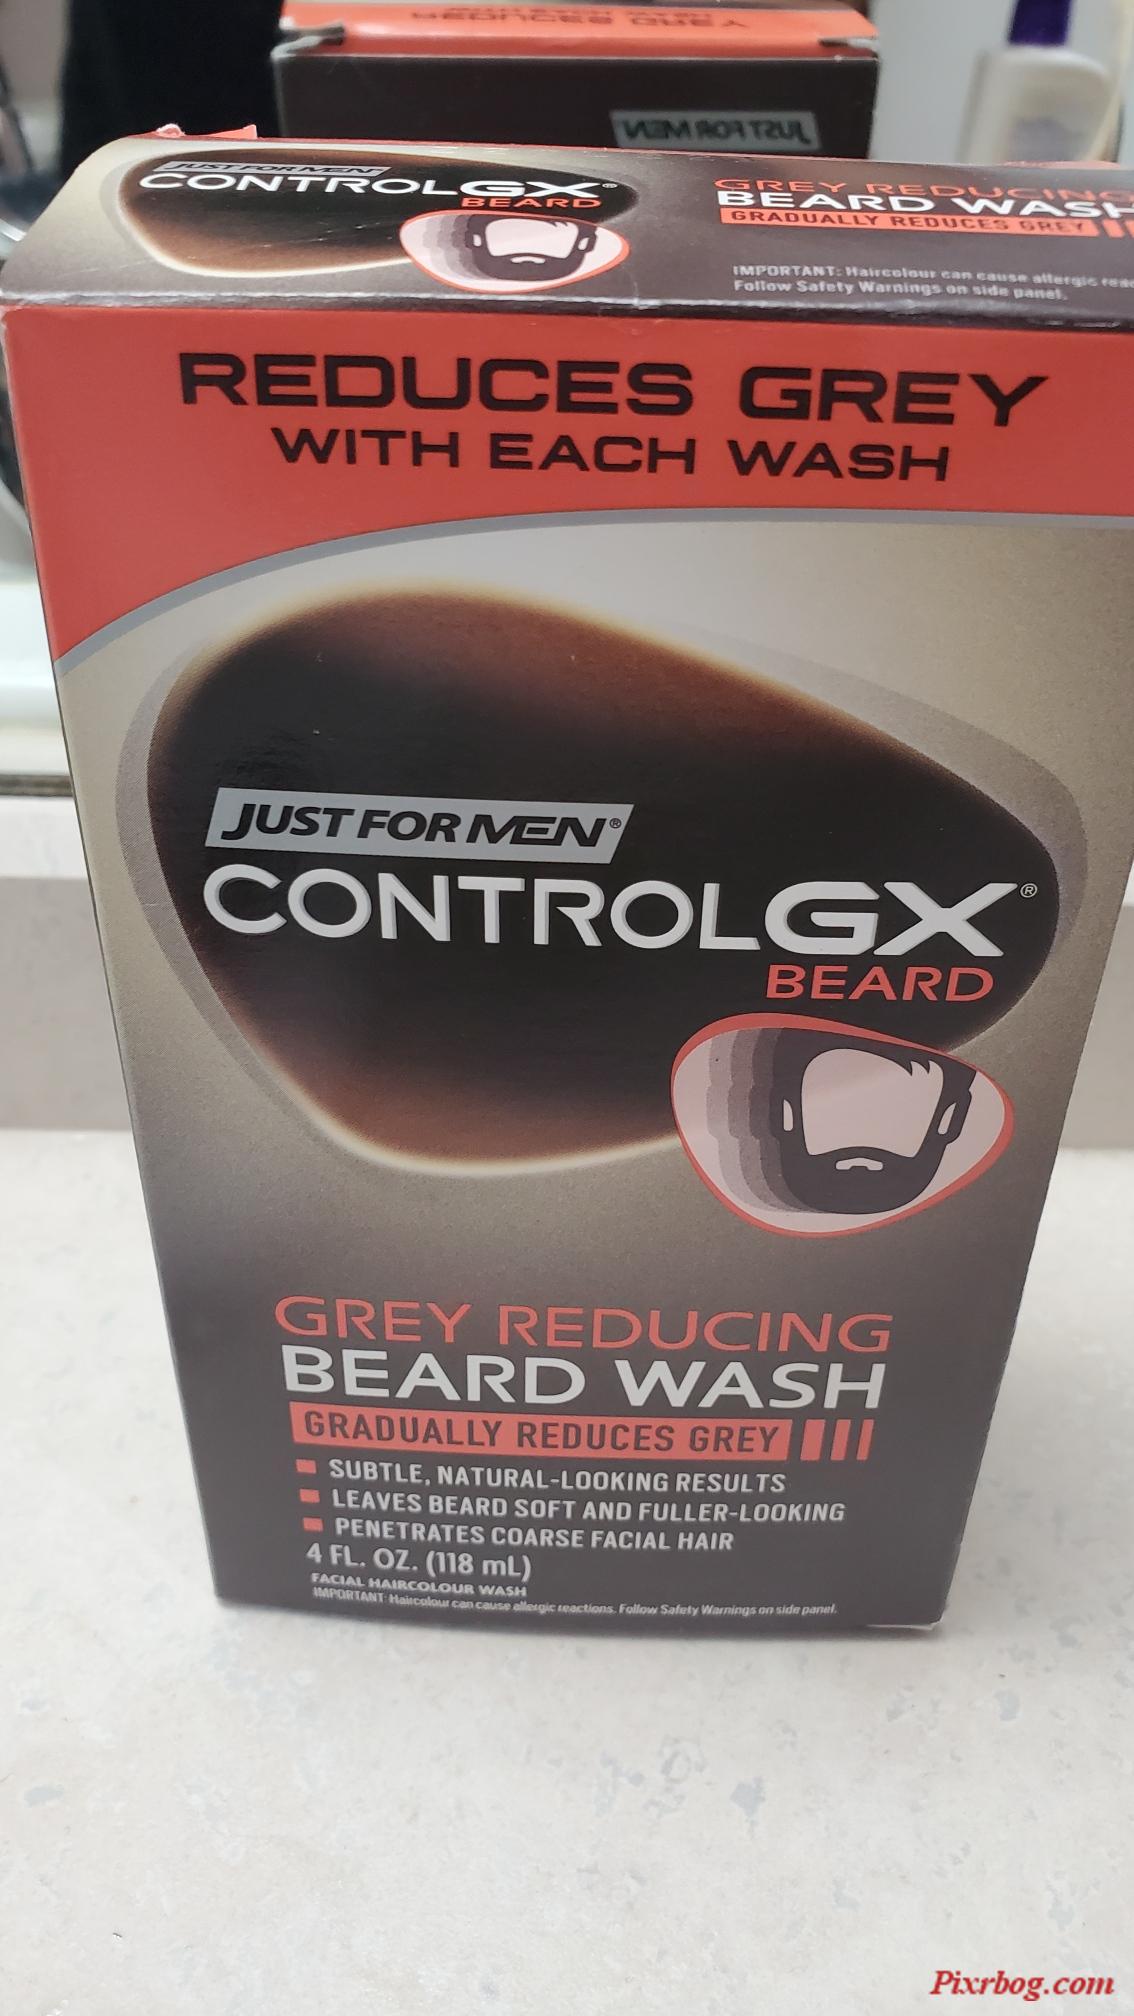 JUST FOR MEN
JUST FOR MEN
CONTROLGX®
BEARD
GREY REDUCING
BEARD WASH
GRADUALLY REDUCES GREY
IMPORTANT: Haircolour can cause allergic
Follow Safety Warnings on side panel.
REDUCES GREY
WITH EACH WASH
JUST FOR MEN®
CONTROLGX®
BEARD
GREY REDUCING
BEARD WASH
GRADUALLY REDUCES GREY
SUBTLE, NATURAL-LOOKING RESULTS
LEAVES BEARD SOFT AND FULLER-LOOKING
PENETRATES COARSE FACIAL HAIR
4 FL. OZ. (118 mL)
FACIAL HAIRCOLOUR WASH
IMPORTANT: Haircolour can cause allergic reactions. Follow Safety Warnings on side panel.
Pixrbog.com